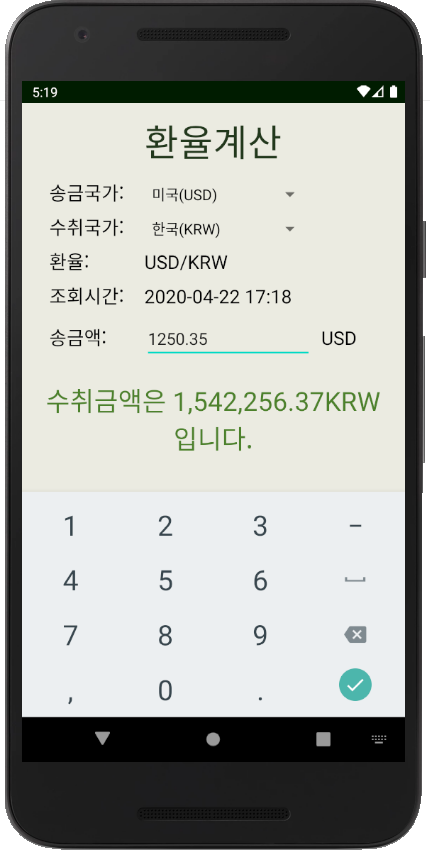 5:19
환율계산
송금국가: 미국(USD)
수취국가: 한국(KRW)
환율: USD/KRW
조회시간: 2020-04-22 17:18
송금액: 1250.35 USD
수취금액은 1,542,256.37KRW
입니다.
1 2 3 −
4 5 6
7 8 9
, 0 .